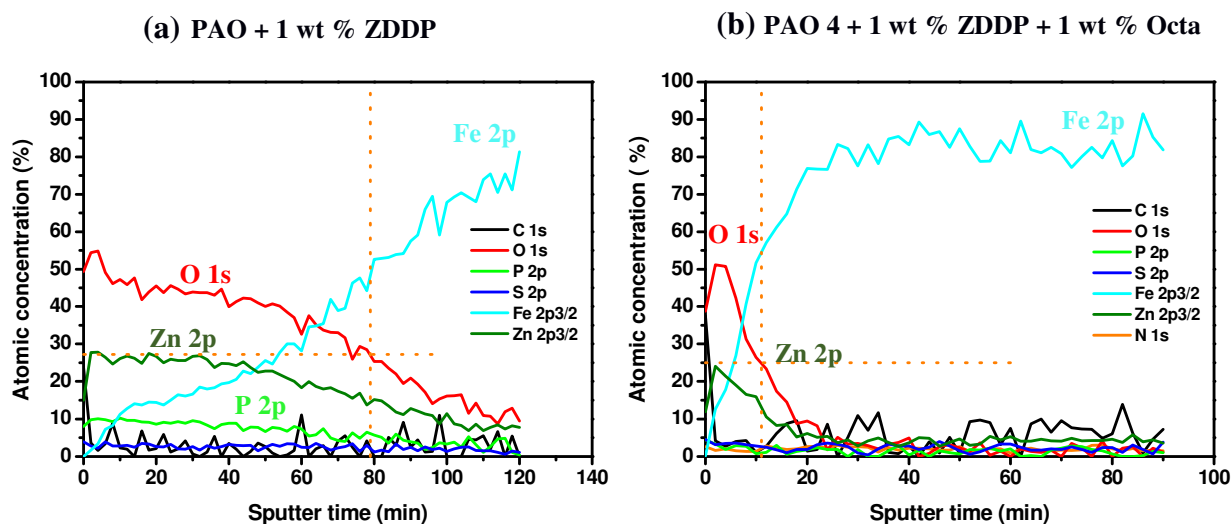 (a) PAO + 1 wt % ZDDP
100
90
80
70
60
50
40
30
20
10
0
Atomic concentration (%)
Fe 2p
O 1s
Zn 2p
P 2p
C 1s
O 1s
P 2p
S 2p
Fe 2p3/2
Zn 2p3/2
0 20 40 60 80 100 120 140
Sputter time (min)
(b) PAO 4 + 1 wt % ZDDP + 1 wt % Octa
100
90
80
70
60
50
40
30
20
10
0
Atomic concentration ( %)
Fe 2p
O 1s
Zn 2p
C 1s
O 1s
P 2p
S 2p
Fe 2p3/2
Zn 2p3/2
N 1s
0 20 40 60 80 100
Sputter time (min)